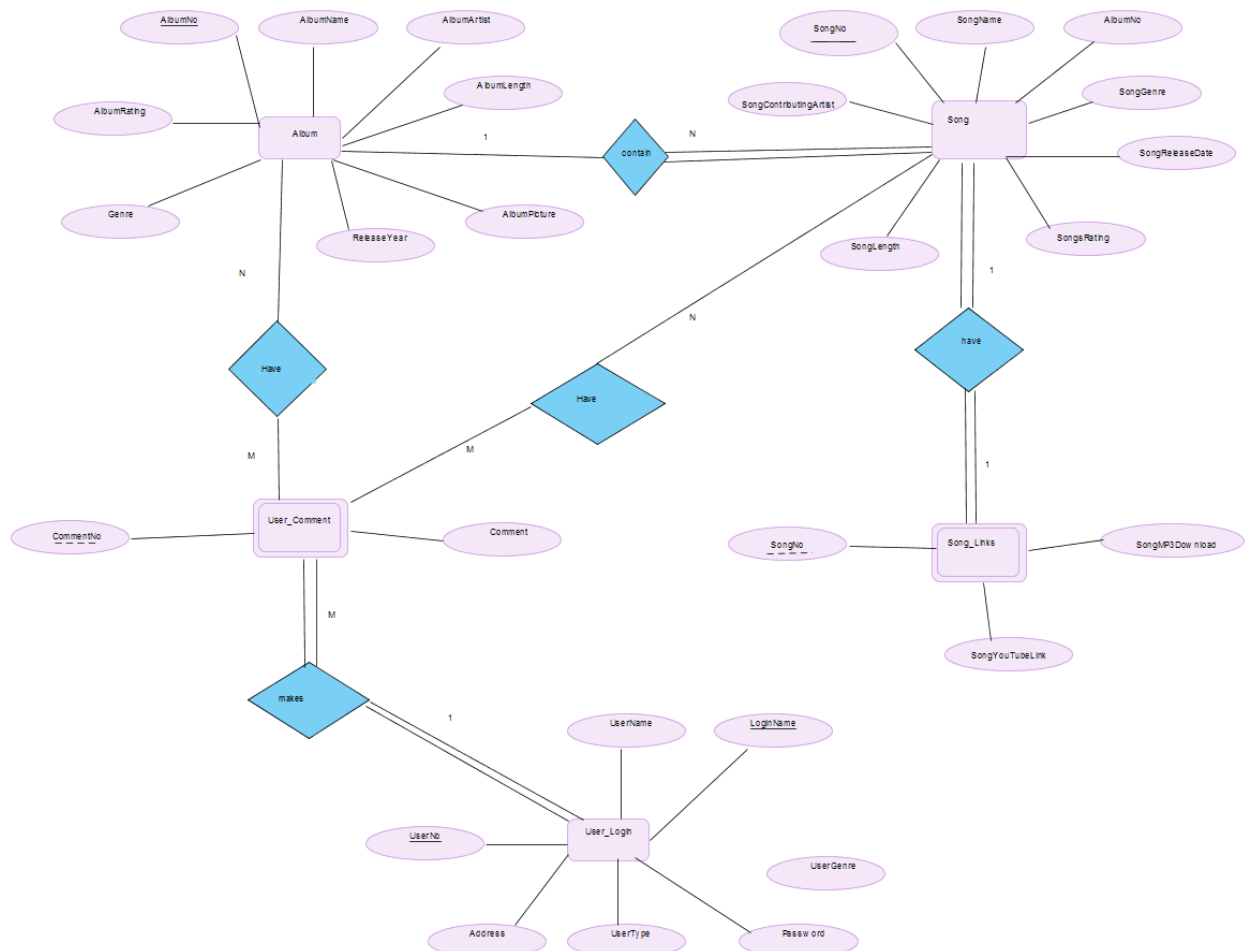 AlbumNo
AlbumName
AlbumArtist
SongNo
SongName
AlbumNo
AlbumRating
AlbumLength
SongContributingArtist
SongGenre
Album
1
contain
N
Song
SongReleaseDate
Genre
ReleaseYear
AlbumPicture
SongLength
SongsRating
N
1
N
Have
have
Have
M
M
1
CommentNo
User_Comment
Comment
SongNo
Song_Links
SongMP3Download
M
SongYouTubeLink
makes
1
UserName
LoginName
UserNo
User_Login
UserGenre
Address
UserType
Password